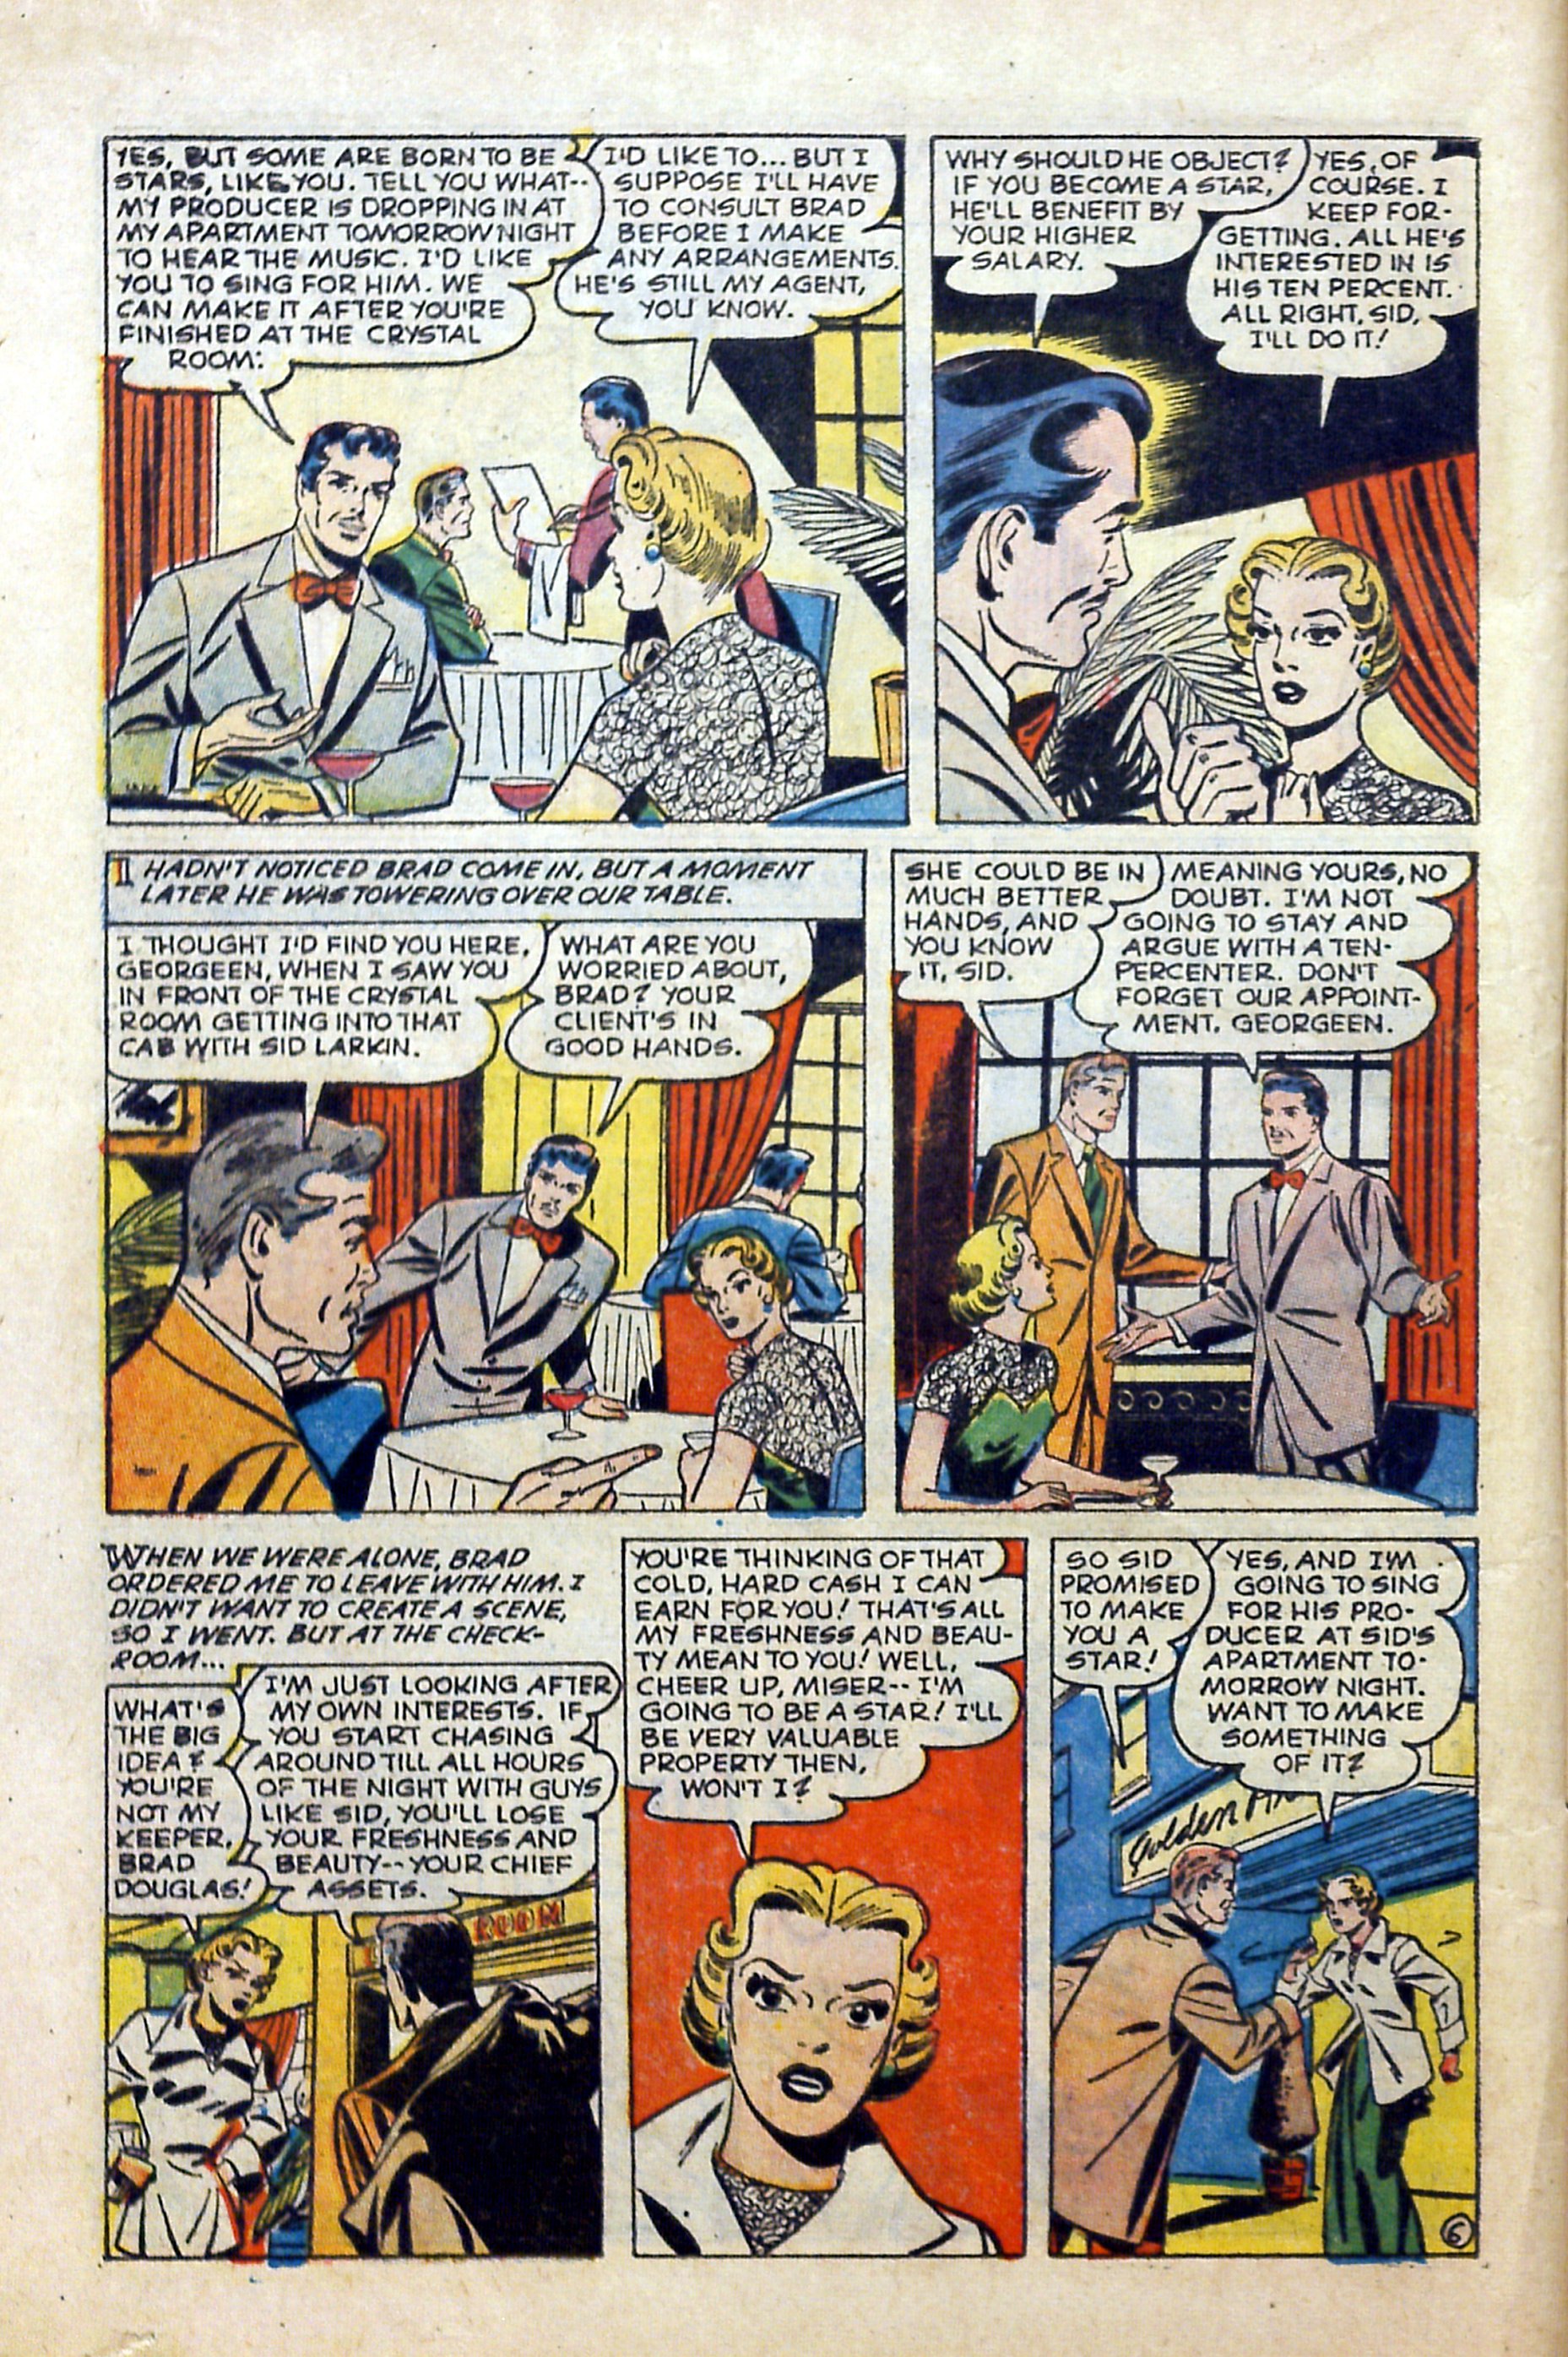 YES, BUT SOME ARE BORN TO BE
STARS, LIKE YOU. TELL YOU WHAT--
MY PRODUCER IS DROPPING IN AT
MY APARTMENT TOMORROW NIGHT
TO HEAR THE MUSIC. I'D LIKE
YOU TO SING FOR HIM. WE
CAN MAKE IT AFTER YOU'RE
FINISHED AT THE CRYSTAL
ROOM:
I'D LIKE TO... BUT I
SUPPOSE I'LL HAVE
TO CONSULT BRAD
BEFORE I MAKE
ANY ARRANGEMENTS.
HE'S STILL MY AGENT,
YOU KNOW.
WHY SHOULD HE OBJECT?
IF YOU BECOME A STAR,
HE'LL BENEFIT BY
YOUR HIGHER
SALARY.
YES, OF
COURSE. I
KEEP FOR-
GETTING. ALL HE'S
INTERESTED IN IS
HIS TEN PERCENT.
ALL RIGHT, SID,
I'LL DO IT!
I HADN'T NOTICED BRAD COME IN, BUT A MOMENT
LATER HE WAS TOWERING OVER OUR TABLE.
I THOUGHT I'D FIND YOU HERE,
GEORGEEN, WHEN I SAW YOU
IN FRONT OF THE CRYSTAL
ROOM GETTING INTO THAT
CAB WITH SID LARKIN.
WHAT ARE YOU
WORRIED ABOUT,
BRAD? YOUR
CLIENT'S IN
GOOD HANDS.
SHE COULD BE IN
MUCH BETTER
HANDS, AND
YOU KNOW
IT, SID.
MEANING YOURS, NO
DOUBT. I'M NOT
GOING TO STAY AND
ARGUE WITH A TEN-
PERCENTER. DON'T
FORGET OUR APPOINT-
MENT, GEORGEEN.
WHEN WE WERE ALONE, BRAD
ORDERED ME TO LEAVE WITH HIM. I
DIDN'T WANT TO CREATE A SCENE,
SO I WENT. BUT AT THE CHECK-
ROOM...
WHAT'S
THE BIG
IDEA?
YOU'RE
NOT MY
KEEPER,
BRAD
DOUGLAS!
I'M JUST LOOKING AFTER
MY OWN INTERESTS. IF
YOU START CHASING
AROUND TILL ALL HOURS
OF THE NIGHT WITH GUYS
LIKE SID, YOU'LL LOSE
YOUR FRESHNESS AND
BEAUTY--YOUR CHIEF
ASSETS.
ROOM
YOU'RE THINKING OF THAT
COLD, HARD CASH I CAN
EARN FOR YOU! THAT'S ALL
MY FRESHNESS AND BEAU-
TY MEAN TO YOU! WELL,
CHEER UP, MISER-- I'M
GOING TO BE A STAR! I'LL
BE VERY VALUABLE
PROPERTY THEN,
WON'T I?
SO SID
PROMISED
TO MAKE
YOU A
STAR!
YES, AND I'M
GOING TO SING
FOR HIS PRO-
DUCER AT SID'S
APARTMENT TO-
MORROW NIGHT.
WANT TO MAKE
SOMETHING
OF IT?
Golden
6